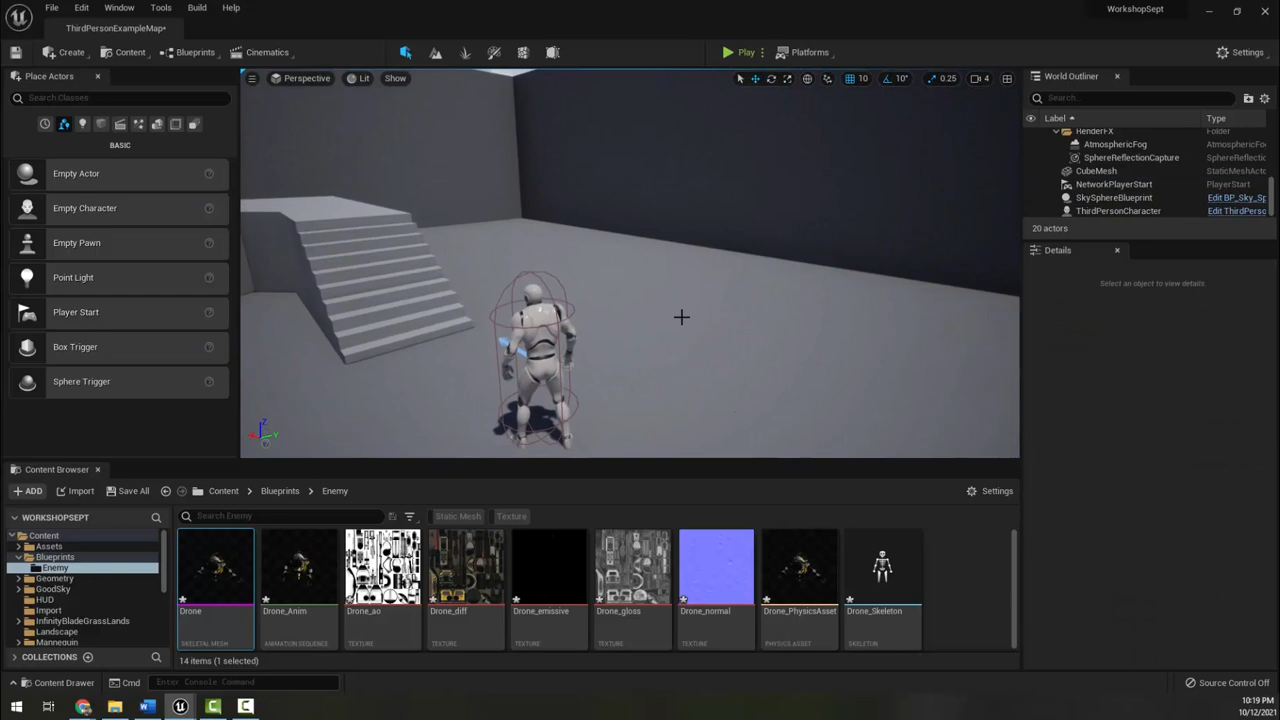 File Edit Window Tools Build Help
WorkshopSept
ThirdPersonExampleMap*
Create Content Blueprints Cinematics Play Platforms Settings
Place Actors
Search Classes
BASIC
Empty Actor
Empty Character
Empty Pawn
Point Light
Player Start
Box Trigger
Sphere Trigger
Perspective Lit Show 10 10° 0.25 4
World Outliner
Search...
Label Type
RenderFX Folder
AtmosphericFog AtmosphericFo
SphereReflectionCapture SphereReflecti
CubeMesh StaticMeshActo
NetworkPlayerStart PlayerStart
SkySphereBlueprint Edit BP_Sky_Sp
ThirdPersonCharacter Edit ThirdPerso
20 actors
Details
Select an object to view details.
Z
Y
Content Browser
ADD Import Save All Content Blueprints Enemy Settings
WORKSHOPSEPT
Search Enemy Static Mesh Texture
Content
Assets
Blueprints
Enemy
Geometry
GoodSky
HUD
Import
InfinityBladeGrassLands
Landscape
Mannequin
COLLECTIONS
Drone
SKELETAL MESH
Drone_Anim
ANIMATION SEQUENCE
Drone_ao
TEXTURE
Drone_diff
TEXTURE
Drone_emissive
TEXTURE
Drone_gloss
TEXTURE
Drone_normal
TEXTURE
Drone_PhysicsAsset
PHYSICS ASSET
Drone_Skeleton
SKELETON
14 items (1 selected)
Content Drawer Cmd Enter Console Command Source Control Off
10:19 PM
10/12/2021